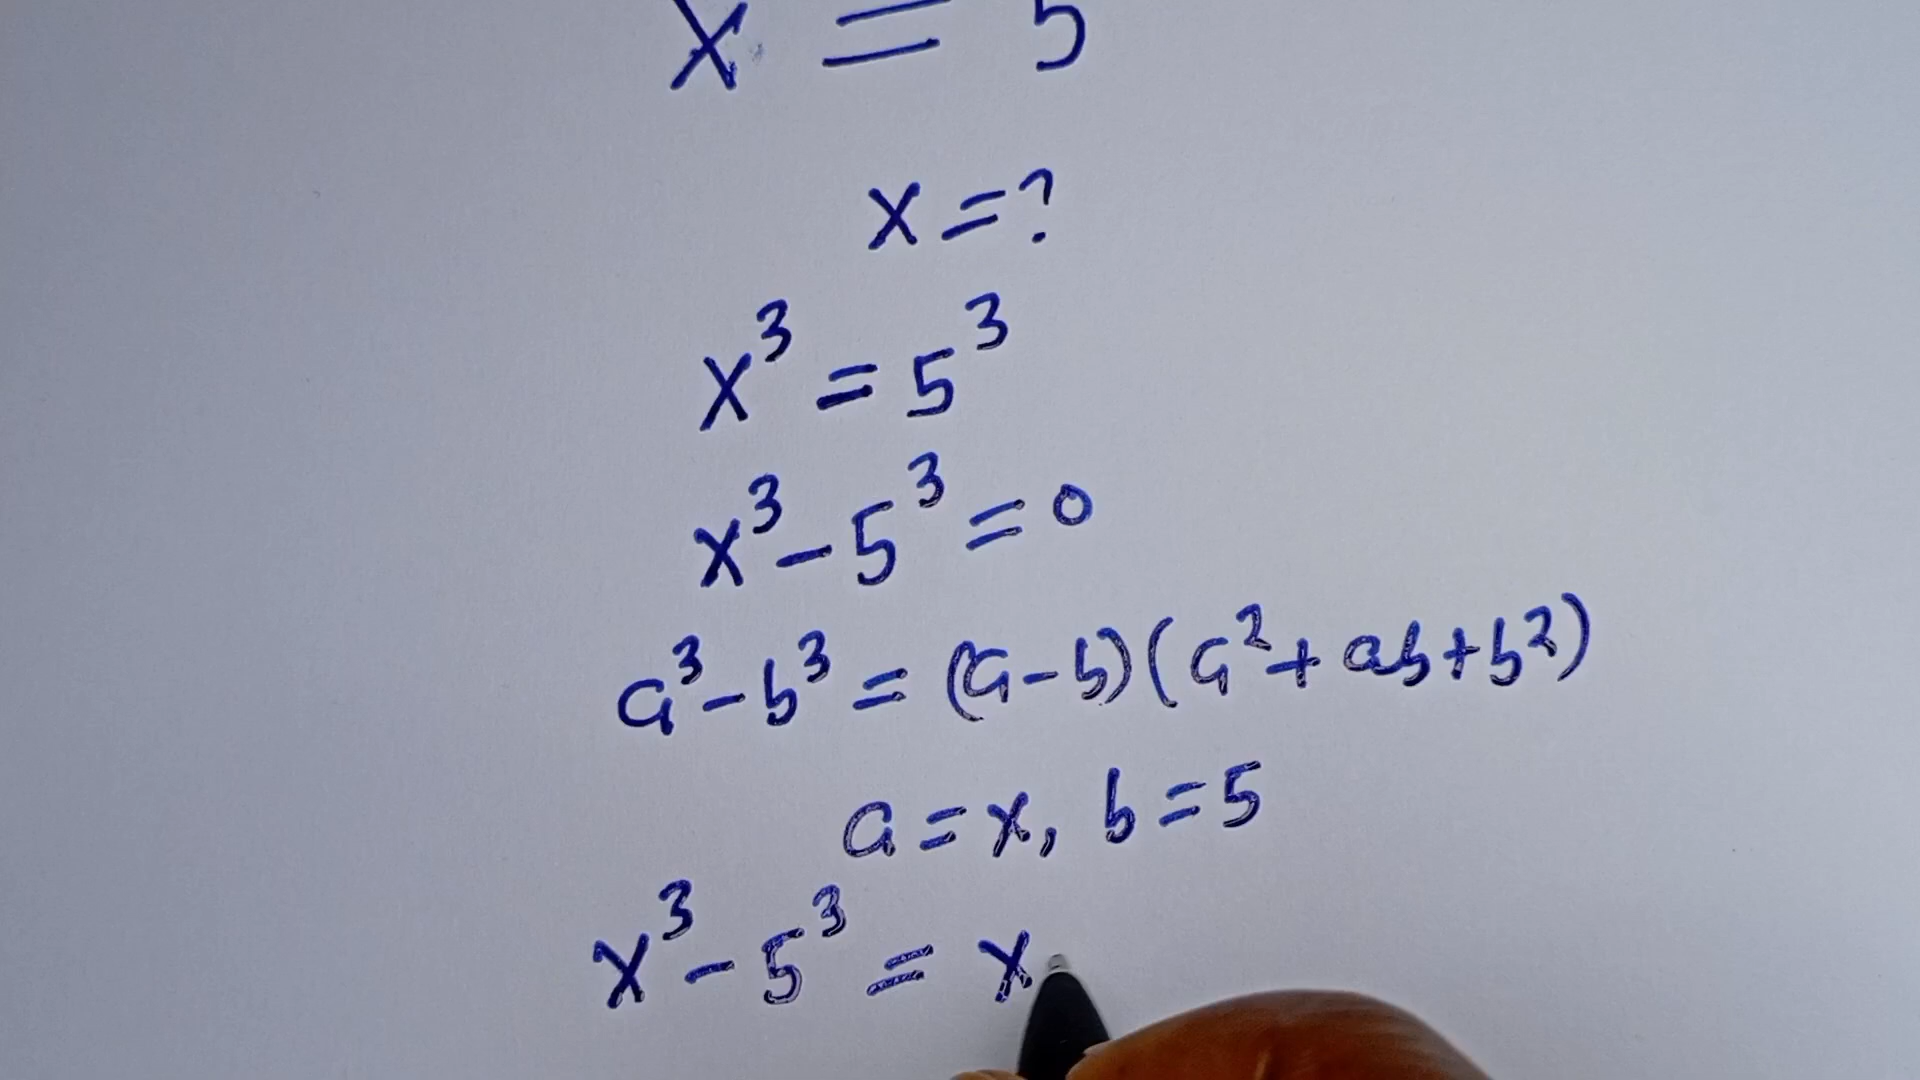 x = 5
x = ?
x³ = 5³
x³ - 5³ = 0
a³ - b³ = (a - b)(a² + ab + b²)
a = x, b = 5
x³ - 5³ = x